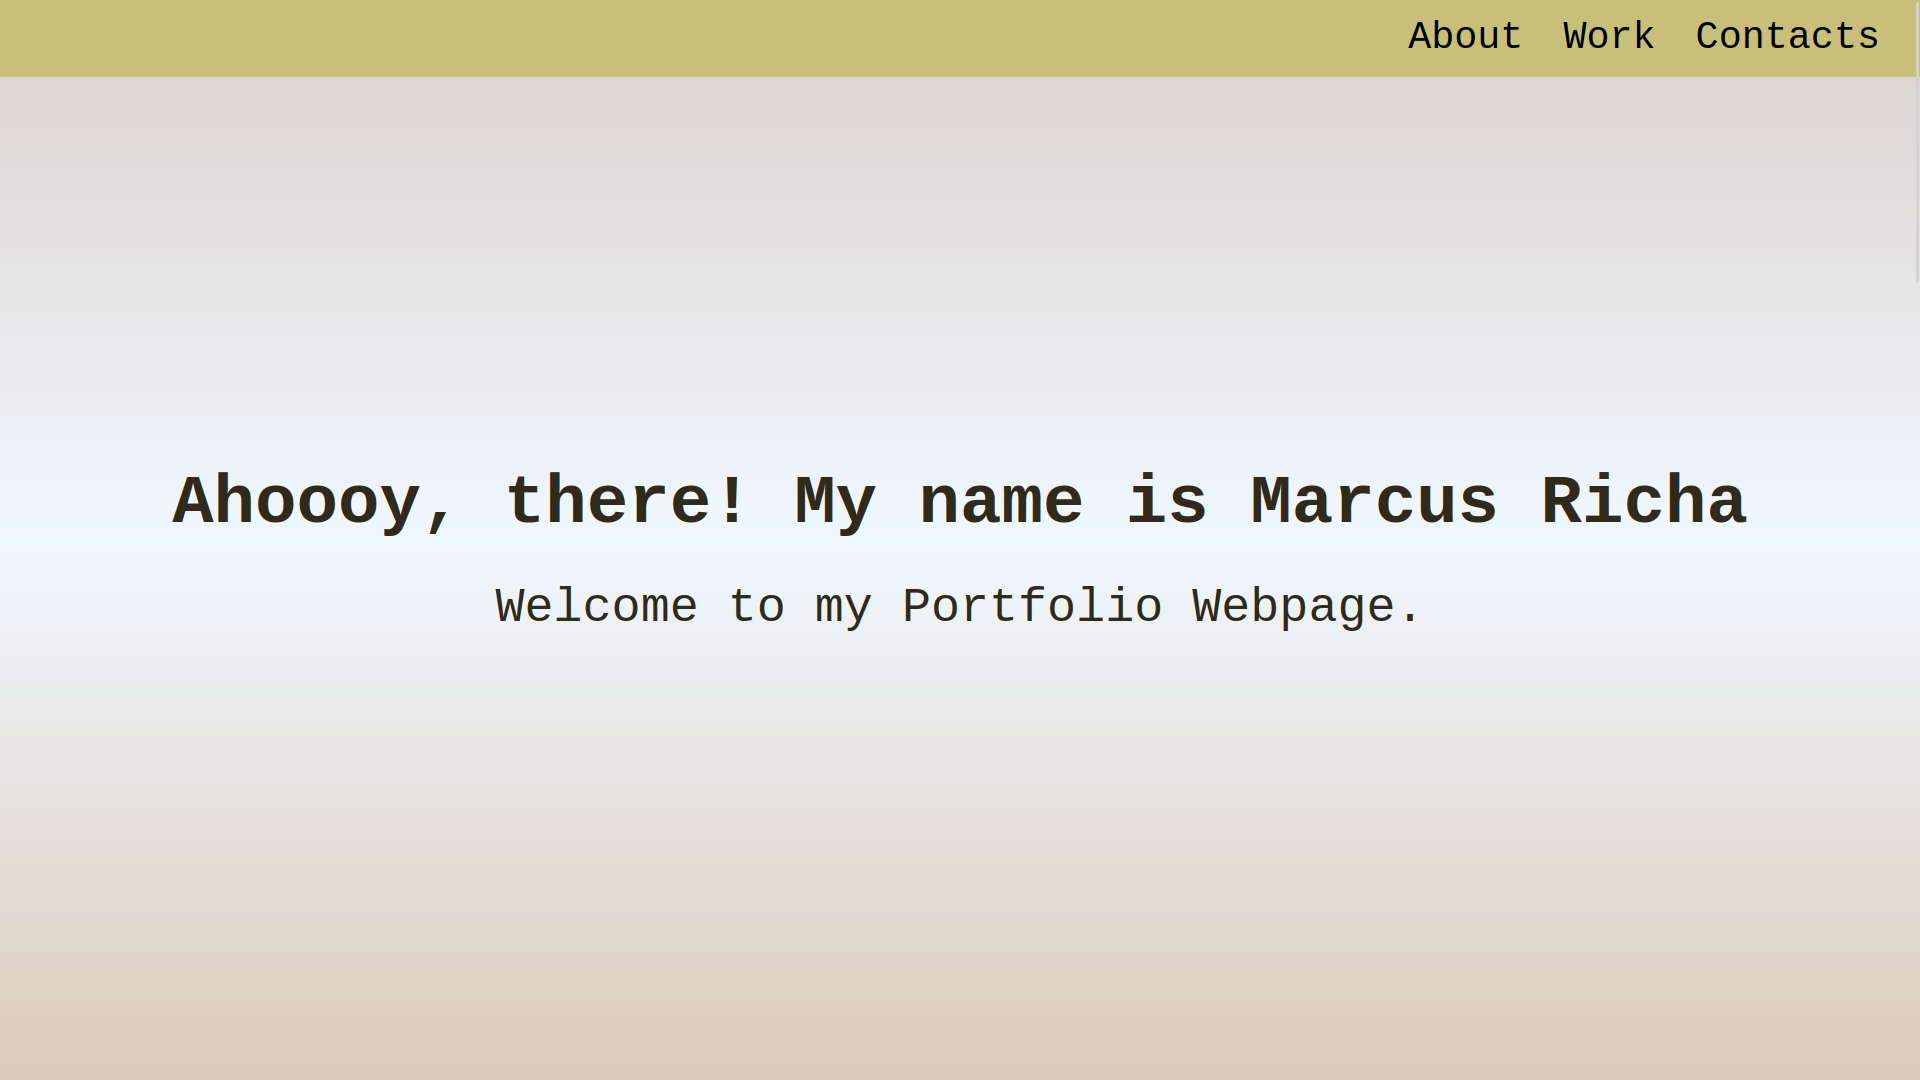 About Work Contacts
Ahoooy, there! My name is Marcus Richa
Welcome to my Portfolio Webpage.